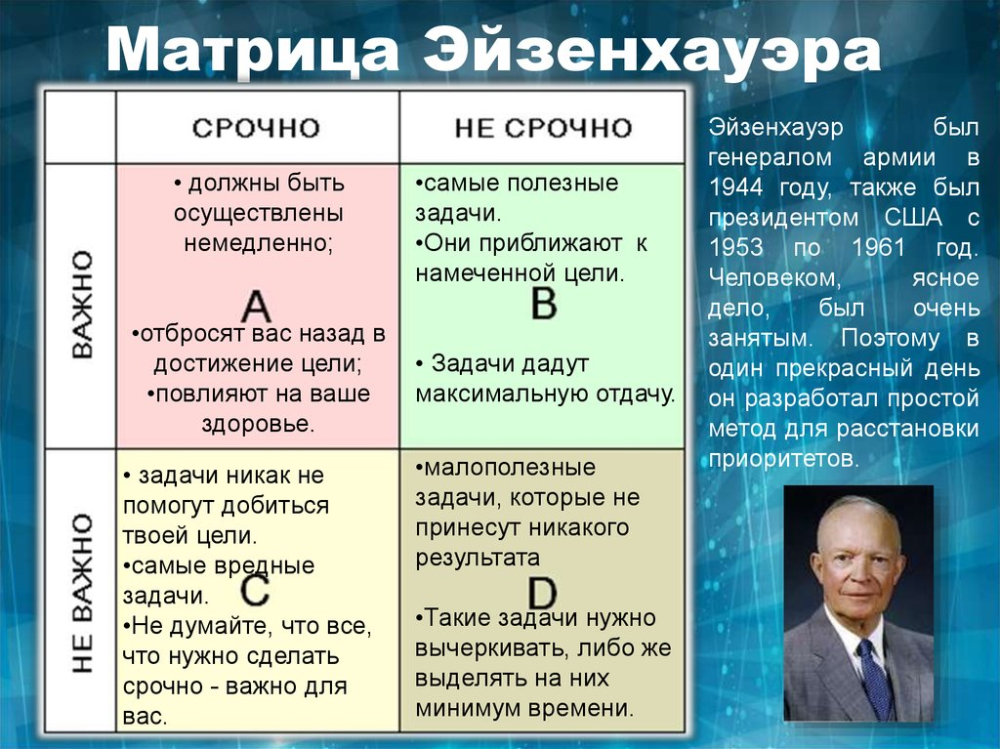 Матрица Эйзенхауэра
СРОЧНО
НЕ СРОЧНО
ВАЖНО
• должны быть
осуществлены
немедленно;
A
•отбросят вас назад в
достижение цели;
•повлияют на ваше
здоровье.
•самые полезные
задачи.
•Они приближают к
намеченной цели.
B
• Задачи дадут
максимальную отдачу.
НЕ ВАЖНО
• задачи никак не
помогут добиться
твоей цели.
•самые вредные
задачи.
C
•Не думайте, что все,
что нужно сделать
срочно - важно для
вас.
•малополезные
задачи, которые не
принесут никакого
результата
D
•Такие задачи нужно
вычеркивать, либо же
выделять на них
минимум времени.
Эйзенхауэр был
генералом армии в
1944 году, также был
президентом США с
1953 по 1961 год.
Человеком, ясное
дело, был очень
занятым. Поэтому в
один прекрасный день
он разработал простой
метод для расстановки
приоритетов.